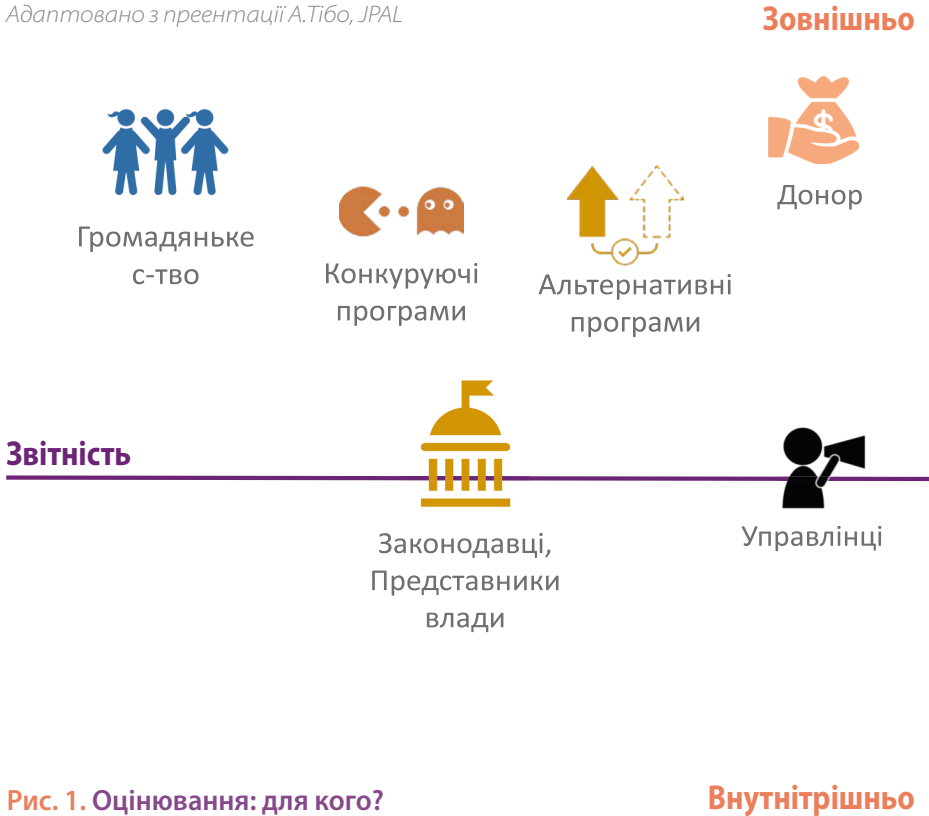 Адаптовано з преентації А.Тібо, JPAL
Зовнішньо
Донор
Громадяньке
с-тво
Конкуруючі
програми
Альтернативні
програми
Звітність
Законодавці,
Представники
влади
Управлінці
Рис. 1. Оцінювання: для кого?
Внутнітрішньо